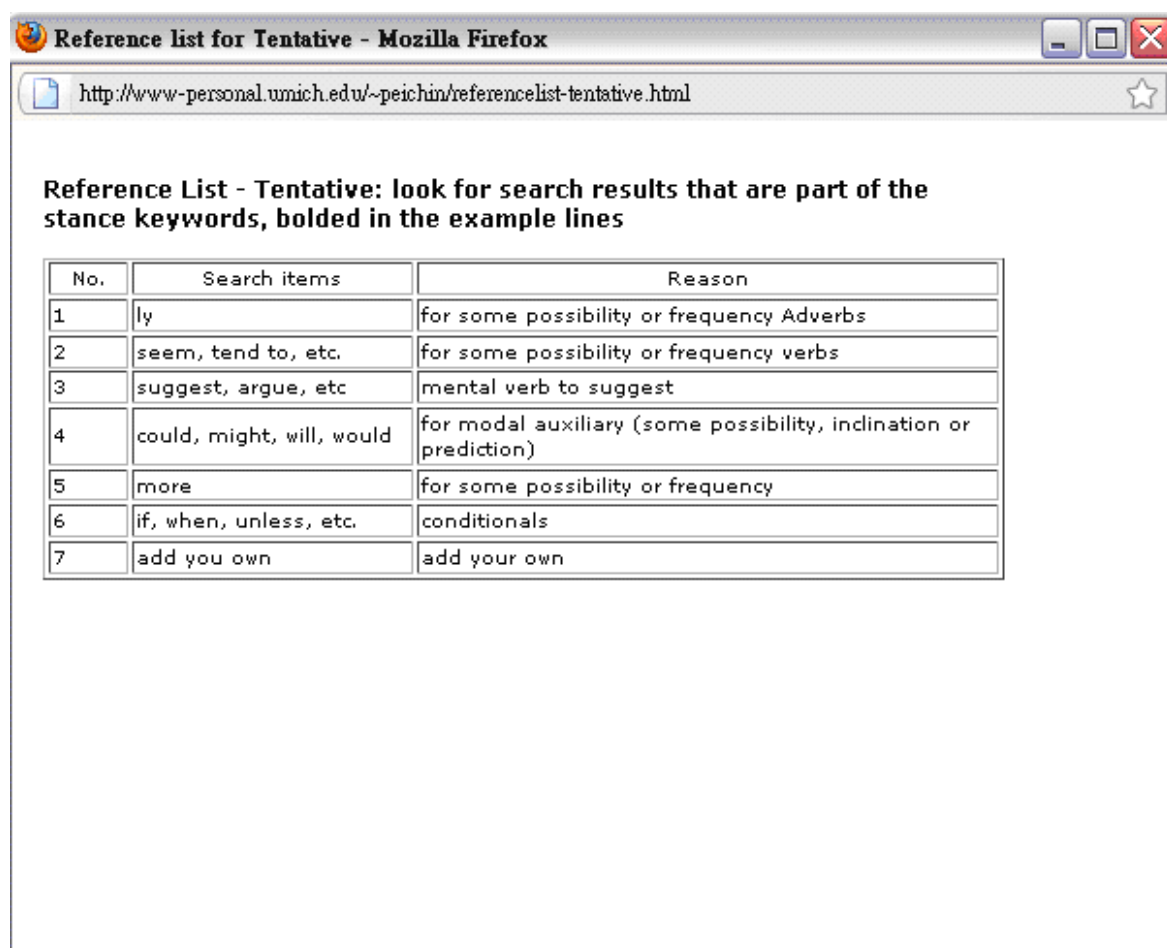 Reference list for Tentative - Mozilla Firefox
http://www-personal.umich.edu/~peichin/referencelist-tentative.html
Reference List - Tentative: look for search results that are part of the
stance keywords, bolded in the example lines
No. Search items Reason
1 ly for some possibility or frequency Adverbs
2 seem, tend to, etc. for some possibility or frequency verbs
3 suggest, argue, etc mental verb to suggest
4 could, might, will, would for modal auxiliary (some possibility, inclination or
prediction)
5 more for some possibility or frequency
6 if, when, unless, etc. conditionals
7 add you own add your own